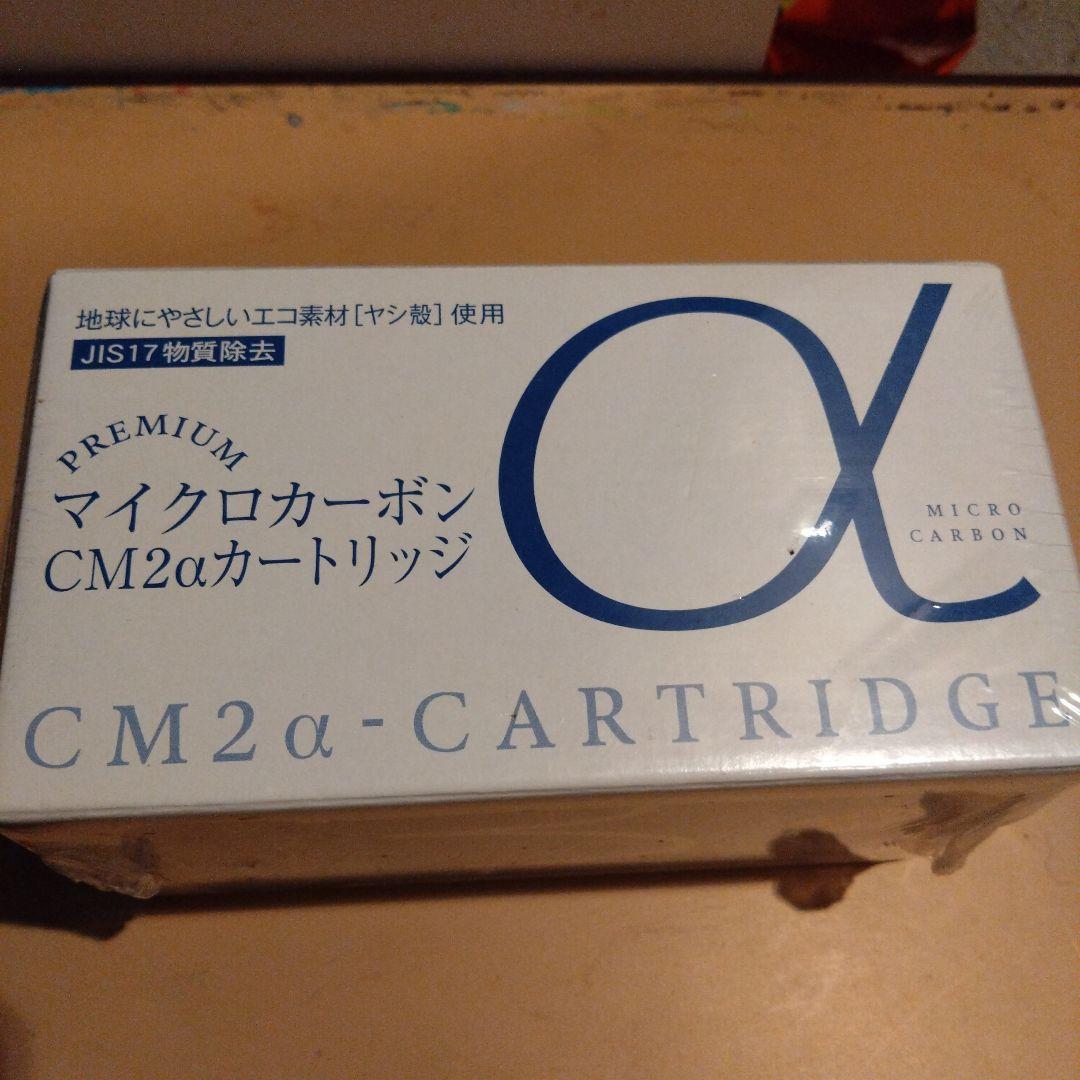 地球にやさしいエコ素材[ヤシ殻]使用
JIS17物質除去
PREMIUM
マイクロカーボン
CM2αカートリッジ
α
MICRO
CARBON
CM2α-CARTRIDGE